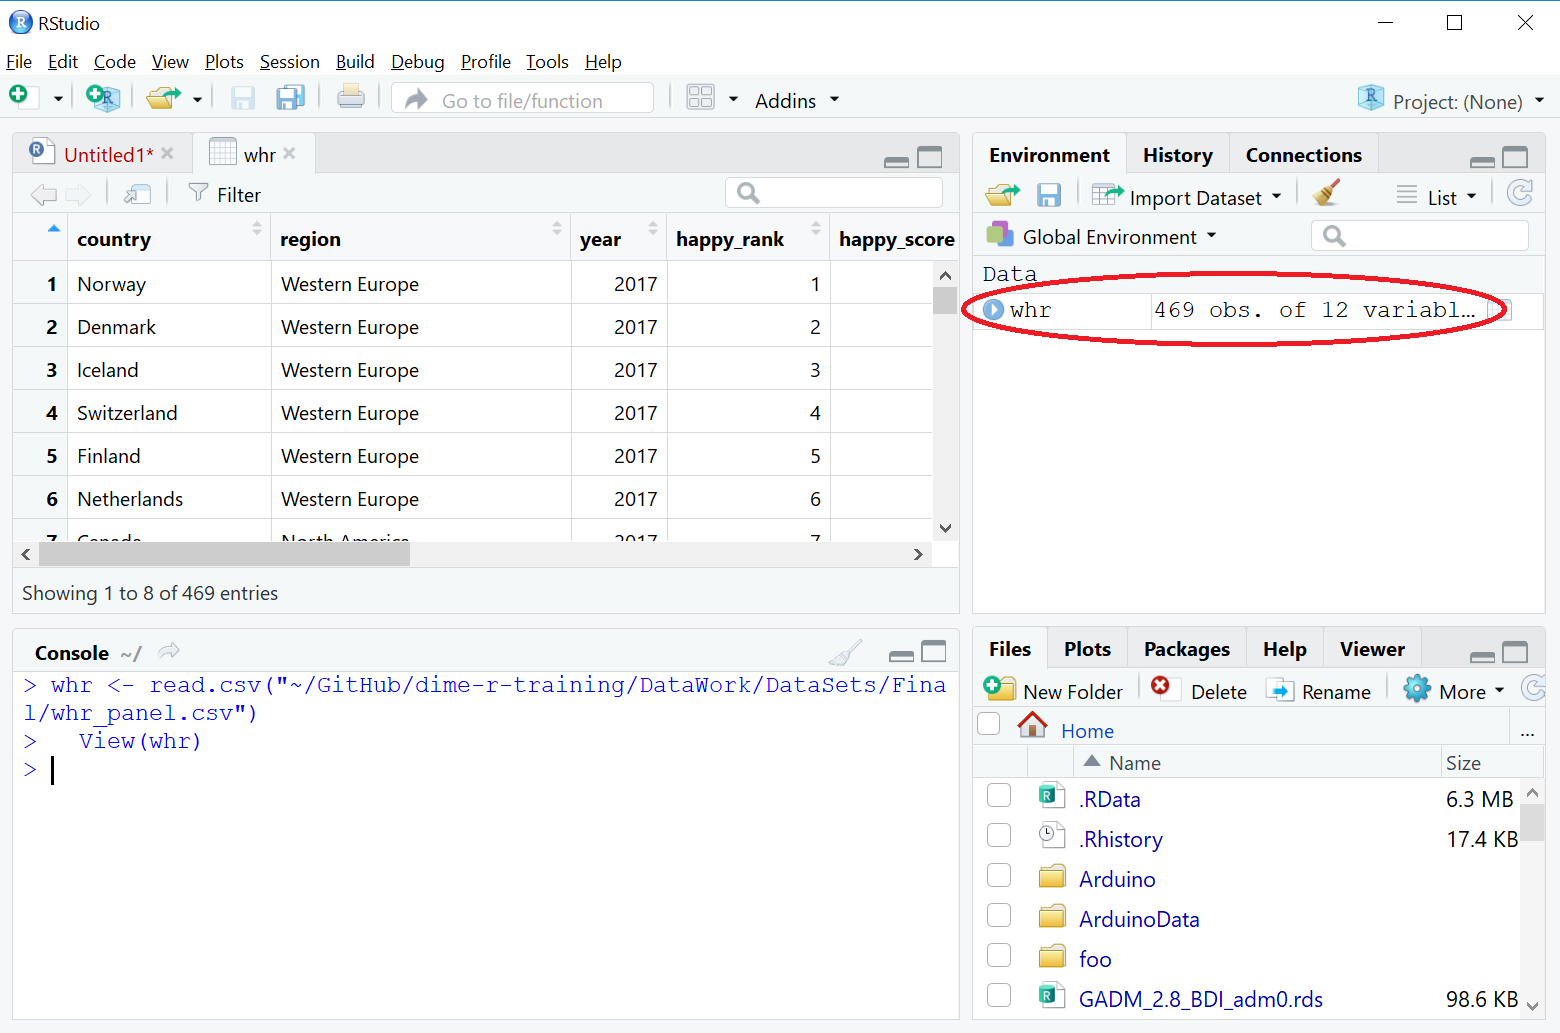 RStudio
File Edit Code View Plots Session Build Debug Profile Tools Help
Go to file/function Addins Project: (None)
Untitled1* whr
Filter
country region year happy_rank happy_score
1 Norway Western Europe 2017 1
2 Denmark Western Europe 2017 2
3 Iceland Western Europe 2017 3
4 Switzerland Western Europe 2017 4
5 Finland Western Europe 2017 5
6 Netherlands Western Europe 2017 6
7 Canada North America 2017 7
Showing 1 to 8 of 469 entries
Console ~/
> whr <- read.csv("~/GitHub/dime-r-training/DataWork/DataSets/Fina
l/whr_panel.csv")
>   View(whr)
>
Environment History Connections
Import Dataset List
Global Environment
Data
whr 469 obs. of 12 variabl…
Files Plots Packages Help Viewer
New Folder Delete Rename More
Home ...
Name Size
.RData 6.3 MB
.Rhistory 17.4 KB
Arduino
ArduinoData
foo
GADM_2.8_BDI_adm0.rds 98.6 KB